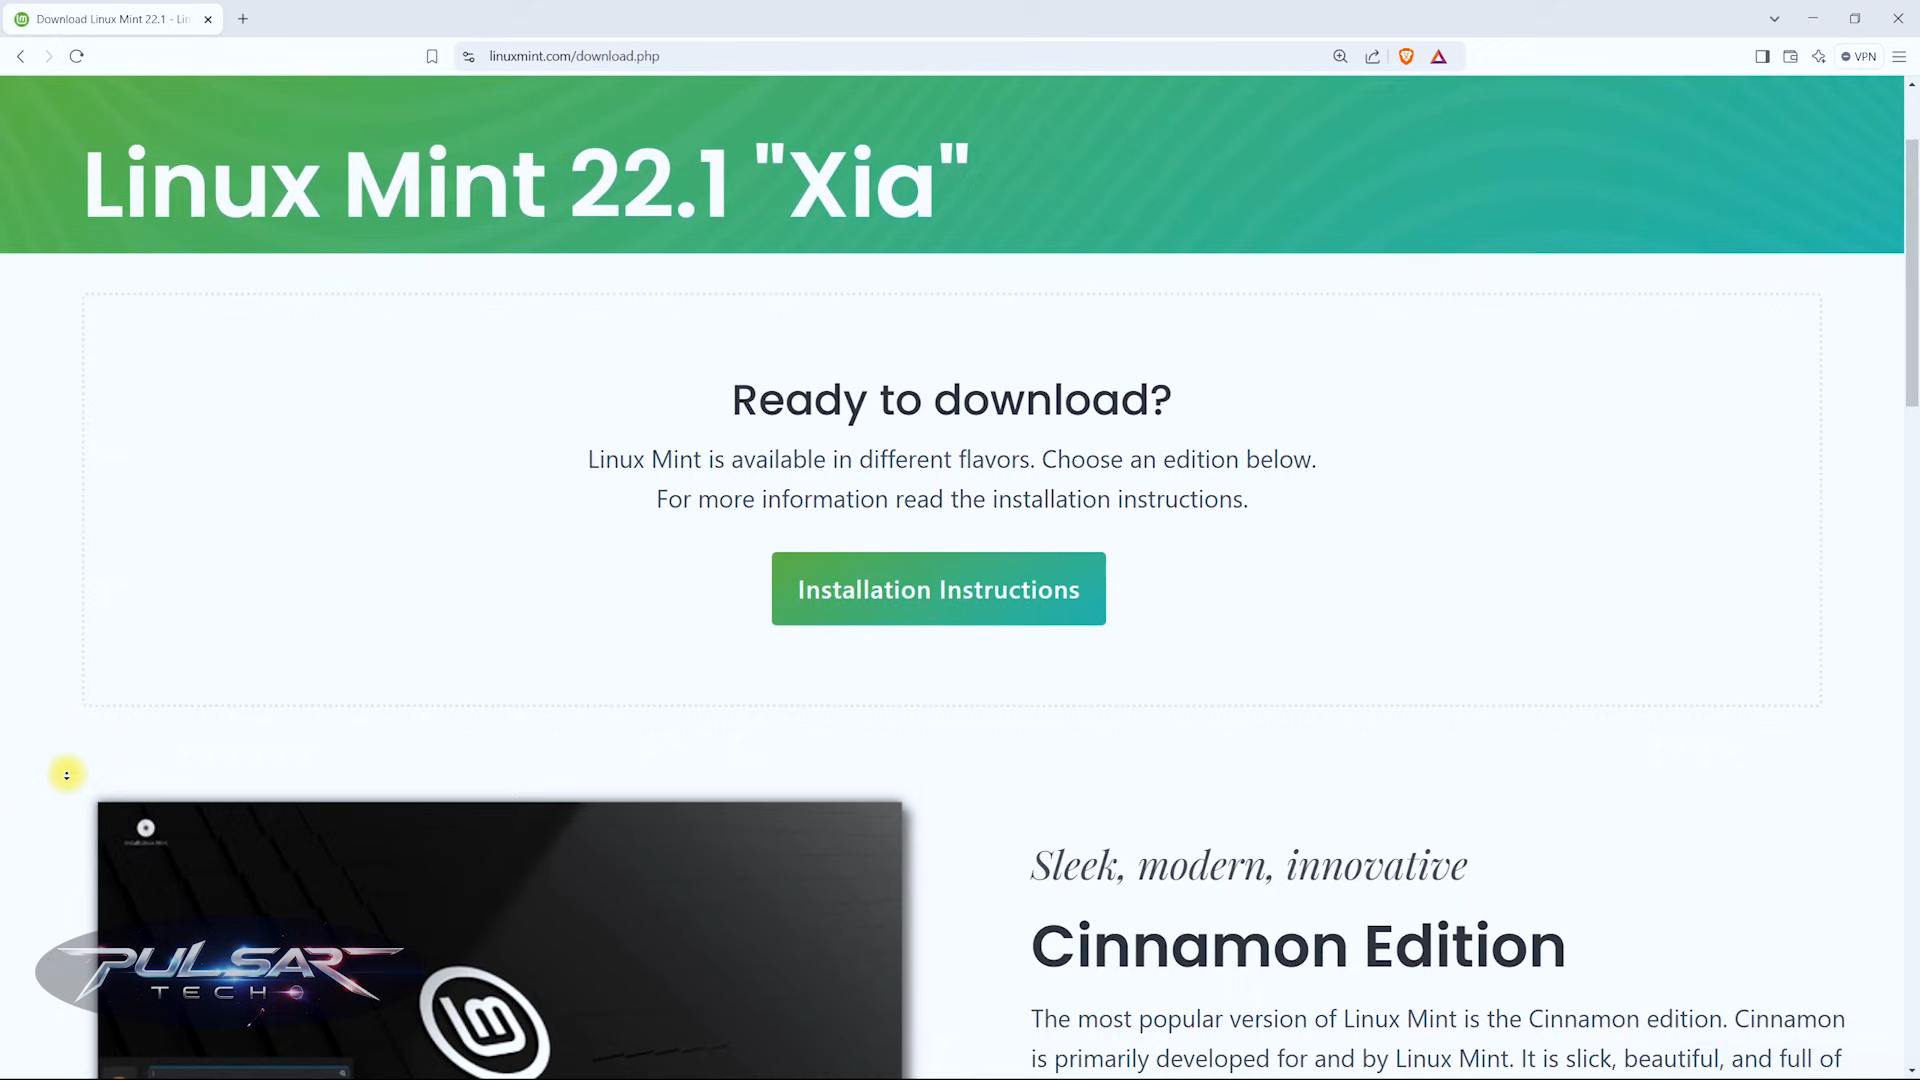 Download Linux Mint 22.1 - Lin
linuxmint.com/download.php
VPN
Linux Mint 22.1 "Xia"
Ready to download?
Linux Mint is available in different flavors. Choose an edition below.
For more information read the installation instructions.
Installation Instructions
Install Linux Mint
Sleek, modern, innovative
Cinnamon Edition
The most popular version of Linux Mint is the Cinnamon edition. Cinnamon
is primarily developed for and by Linux Mint. It is slick, beautiful, and full of
PULSAR
TECH